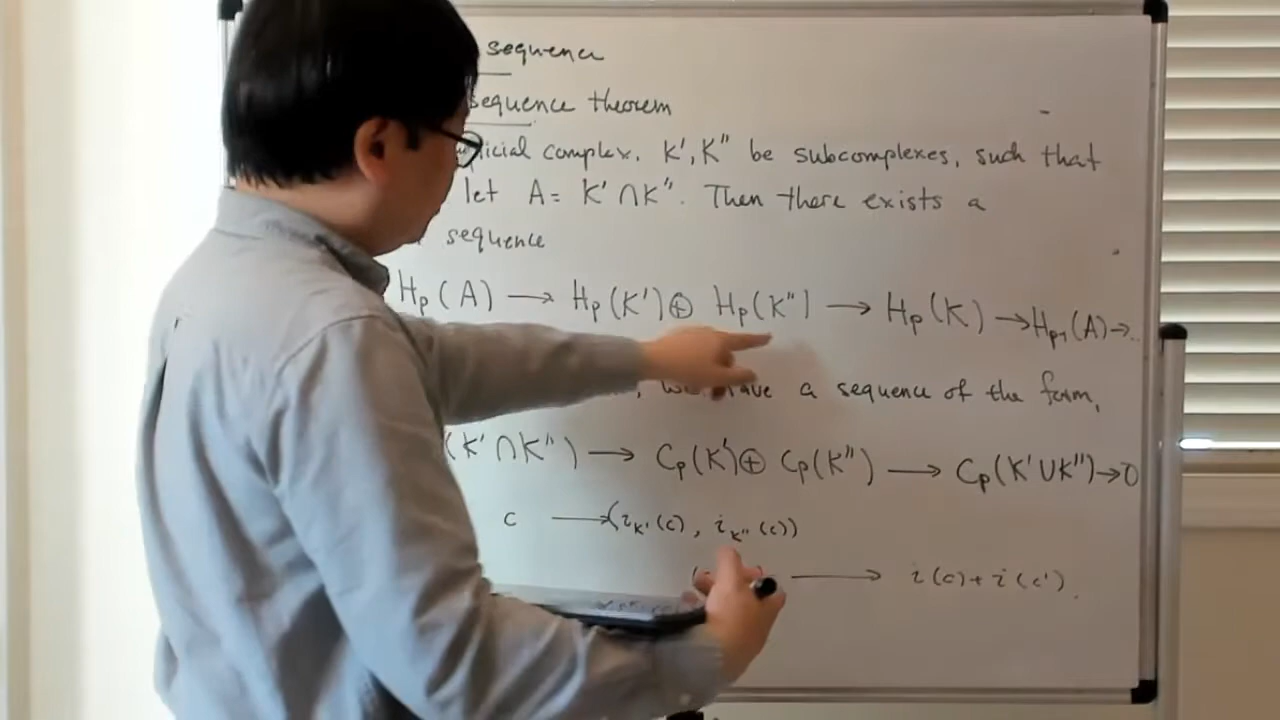 sequence
sequence theorem
complex. K', K" be subcomplexes, such that
let A = K' ∩ K". Then there exists a
sequence
Hp(A) → Hp(K') ⊕ Hp(K") → Hp(K) → Hp-1(A) → ..
a sequence of the form,
(K' ∩ K") → Cp(K') ⊕ Cp(K") → Cp(K' ∪ K") → 0
c → (iK'(c), iK"(c))
→ i(c) + i(c').